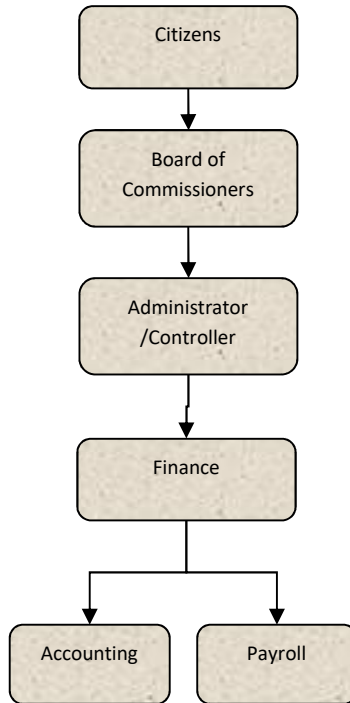 Citizens
Board of
Commissioners
Administrator
/Controller
Finance
Accounting
Payroll